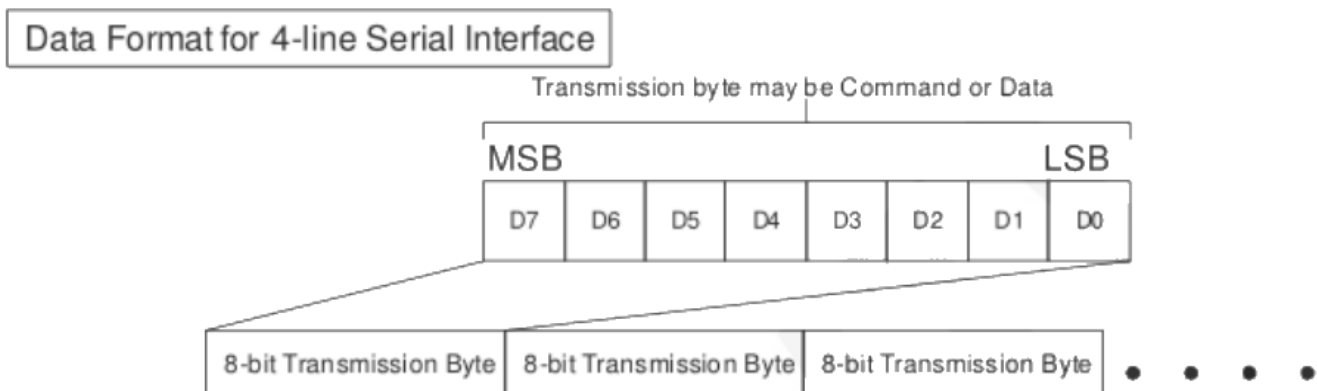 Data Format for 4-line Serial Interface
Transmission byte may be Command or Data
MSB LSB
D7 D6 D5 D4 D3 D2 D1 D0
8-bit Transmission Byte 8-bit Transmission Byte 8-bit Transmission Byte